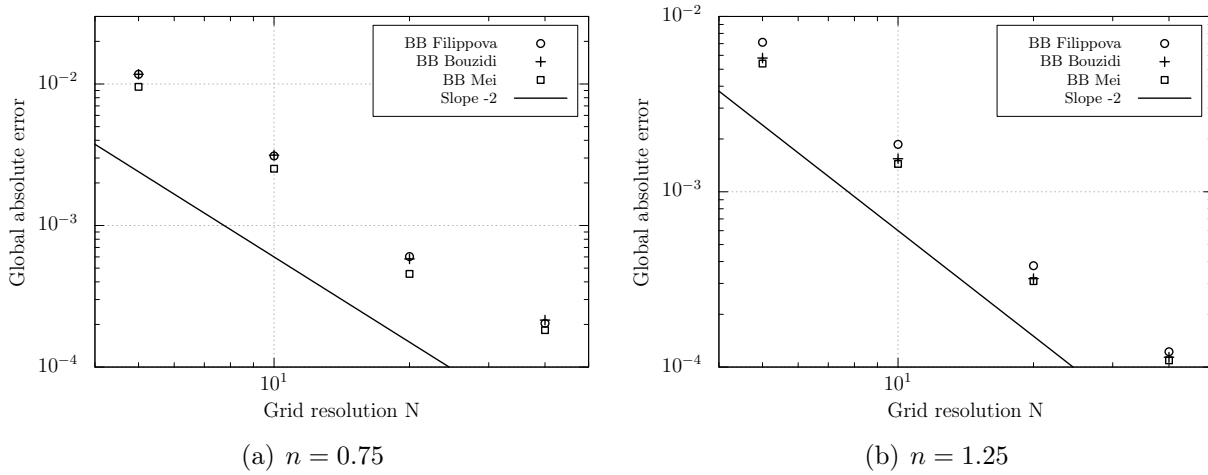 10^{-2}
10^{-3}
10^{-4}
Global absolute error
10^1
Grid resolution N
BB Filippova
BB Bouzidi
BB Mei
Slope -2
(a) n = 0.75
10^{-2}
10^{-3}
10^{-4}
Global absolute error
10^1
Grid resolution N
BB Filippova
BB Bouzidi
BB Mei
Slope -2
(b) n = 1.25